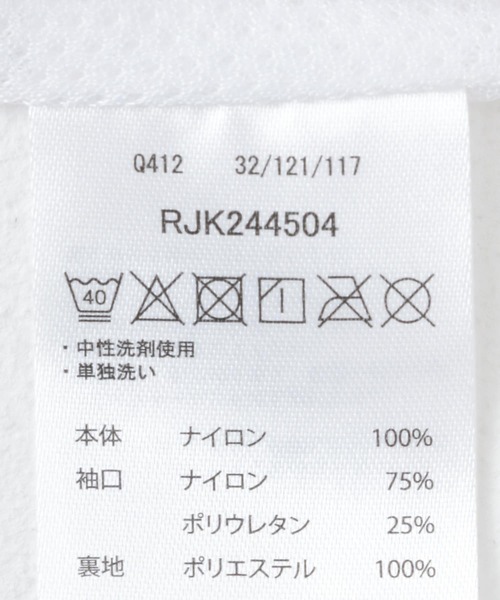 Q412 32/121/117
RJK244504
40
・中性洗剤使用
・単独洗い
本体 ナイロン 100%
袖口 ナイロン 75%
ポリウレタン 25%
裏地 ポリエステル 100%